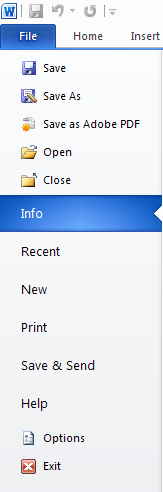 File Home Insert
Save
Save As
Save as Adobe PDF
Open
Close
Info
Recent
New
Print
Save & Send
Help
Options
Exit